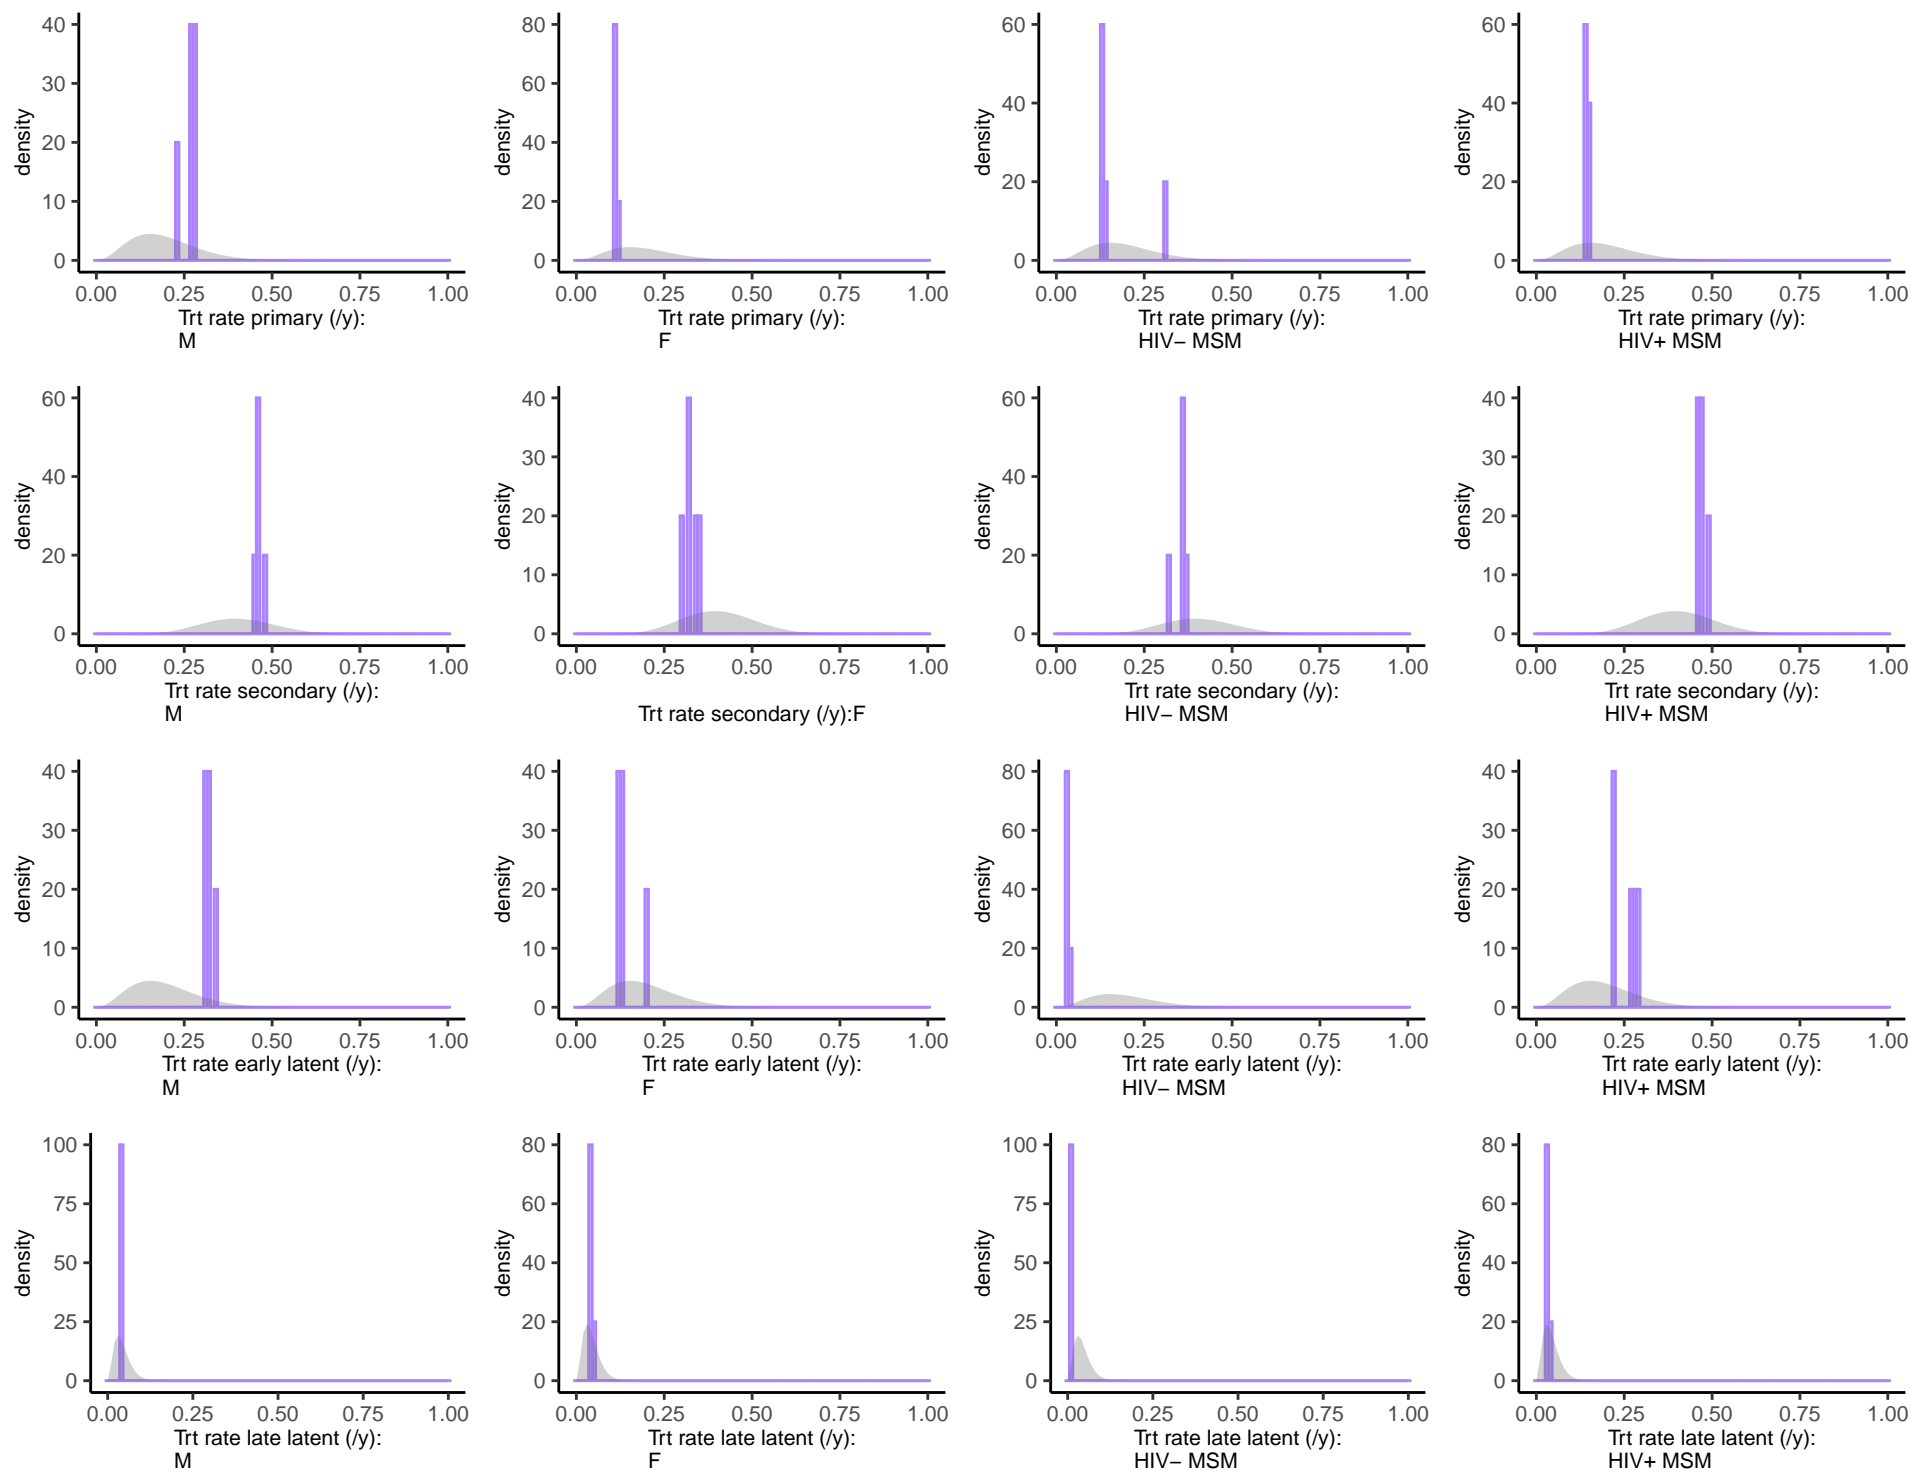 40
30
20
10
0
density
0.00 0.25 0.50 0.75 1.00
Trt rate primary (/y):
M
80
60
40
20
0
density
0.00 0.25 0.50 0.75 1.00
Trt rate primary (/y):
F
60
40
20
0
density
0.00 0.25 0.50 0.75 1.00
Trt rate primary (/y):
HIV− MSM
60
40
20
0
density
0.00 0.25 0.50 0.75 1.00
Trt rate primary (/y):
HIV+ MSM
60
40
20
0
density
0.00 0.25 0.50 0.75 1.00
Trt rate secondary (/y):
M
40
30
20
10
0
density
0.00 0.25 0.50 0.75 1.00
Trt rate secondary (/y):F
60
40
20
0
density
0.00 0.25 0.50 0.75 1.00
Trt rate secondary (/y):
HIV− MSM
40
30
20
10
0
density
0.00 0.25 0.50 0.75 1.00
Trt rate secondary (/y):
HIV+ MSM
40
30
20
10
0
density
0.00 0.25 0.50 0.75 1.00
Trt rate early latent (/y):
M
40
30
20
10
0
density
0.00 0.25 0.50 0.75 1.00
Trt rate early latent (/y):
F
80
60
40
20
0
density
0.00 0.25 0.50 0.75 1.00
Trt rate early latent (/y):
HIV− MSM
40
30
20
10
0
density
0.00 0.25 0.50 0.75 1.00
Trt rate early latent (/y):
HIV+ MSM
100
75
50
25
0
density
0.00 0.25 0.50 0.75 1.00
Trt rate late latent (/y):
M
80
60
40
20
0
density
0.00 0.25 0.50 0.75 1.00
Trt rate late latent (/y):
F
100
75
50
25
0
density
0.00 0.25 0.50 0.75 1.00
Trt rate late latent (/y):
HIV− MSM
80
60
40
20
0
density
0.00 0.25 0.50 0.75 1.00
Trt rate late latent (/y):
HIV+ MSM